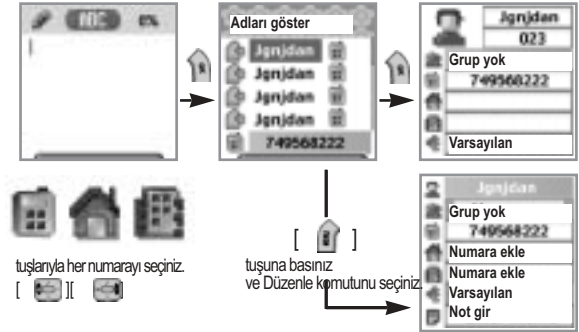 ABC
Adları göster
Jgnjdan
Jgnjdan
Jgnjdan
Jgnjdan
749568222
Jgnjdan
023
Grup yok
749568222
Varsayılan
tuşlarıyla her numarayı seçiniz.
[ ][
[ ]
tuşuna basınız
ve Düzenle komutunu seçiniz.
Jgnjdan
Grup yok
749568222
Numara ekle
Numara ekle
Varsayılan
Not gir